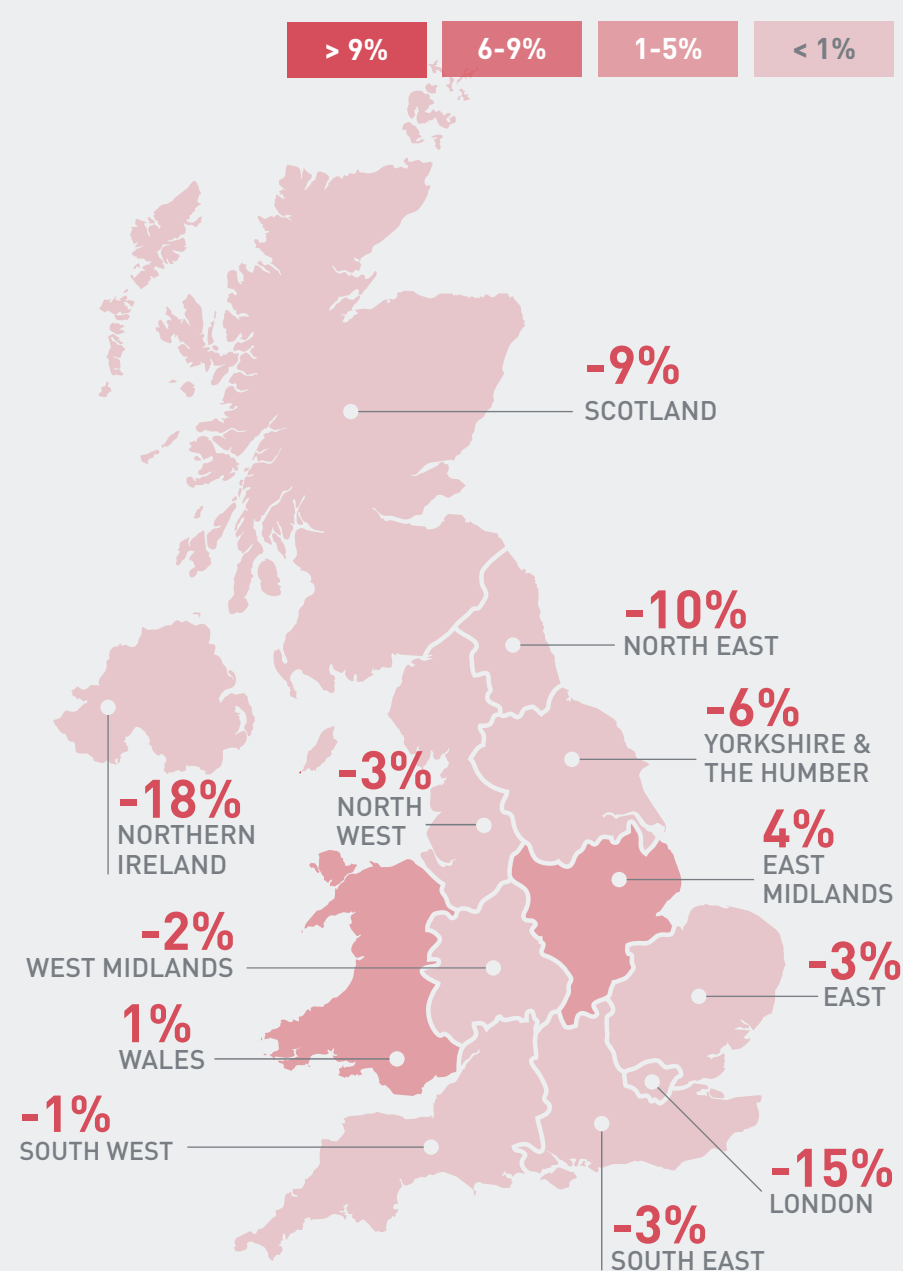 > 9%
6-9%
1-5%
< 1%
-9%
SCOTLAND
-10%
NORTH EAST
-6%
YORKSHIRE &
THE HUMBER
-3%
NORTH
WEST
-18%
NORTHERN
IRELAND
4%
EAST
MIDLANDS
-2%
WEST MIDLANDS
-3%
EAST
1%
WALES
-1%
SOUTH WEST
-15%
LONDON
-3%
SOUTH EAST